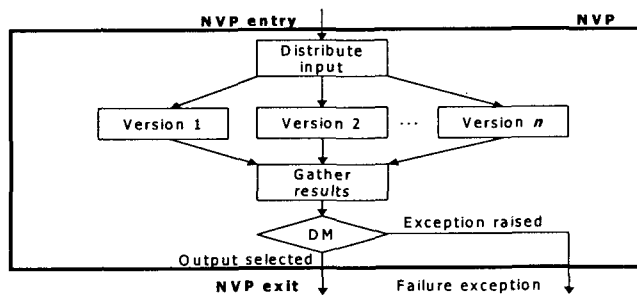 NVP entry
NVP
Distribute
input
Version 1
Version 2
...
Version n
Gather
results
DM
Exception raised
Output selected
NVP exit
Failure exception